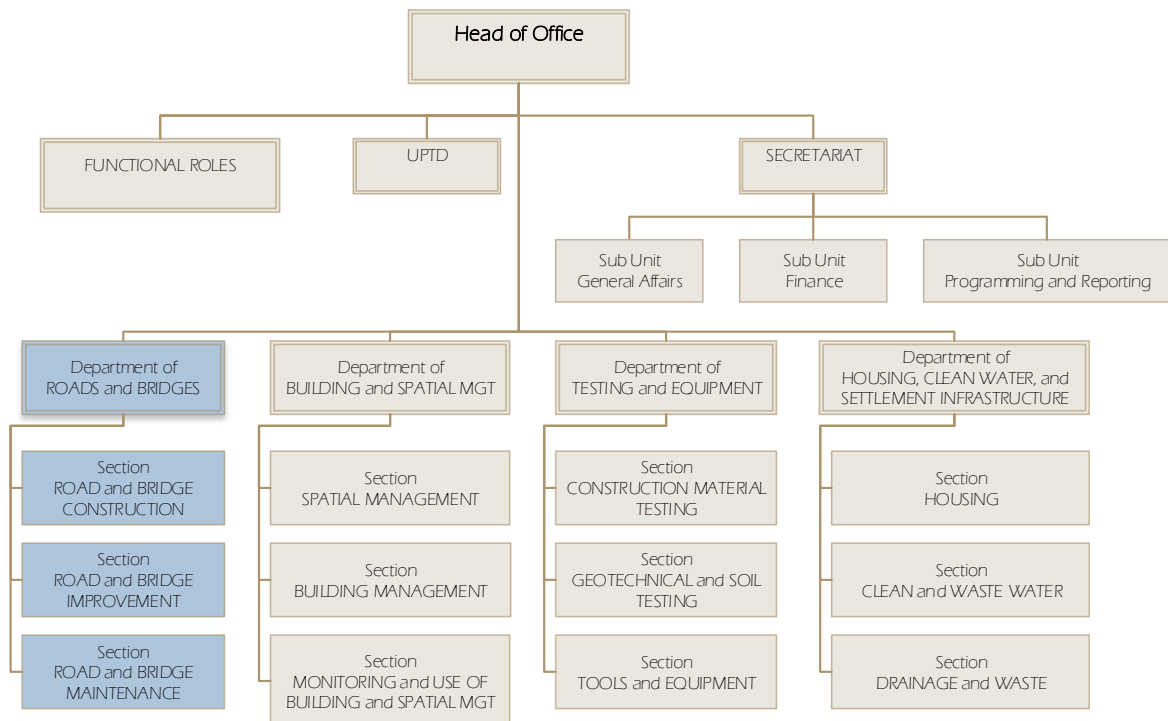 Head of Office
FUNCTIONAL ROLES
UPTD
SECRETARIAT
Sub Unit
General Affairs
Sub Unit
Finance
Sub Unit
Programming and Reporting
Department of
ROADS and BRIDGES
Department of
BUILDING and SPATIAL MGT
Department of
TESTING and EQUIPMENT
Department of
HOUSING, CLEAN WATER, and
SETTLEMENT INFRASTRUCTURE
Section
ROAD and BRIDGE
CONSTRUCTION
Section
SPATIAL MANAGEMENT
Section
CONSTRUCTION MATERIAL
TESTING
Section
HOUSING
Section
ROAD and BRIDGE
IMPROVEMENT
Section
BUILDING MANAGEMENT
Section
GEOTECHNICAL and SOIL
TESTING
Section
CLEAN and WASTE WATER
Section
ROAD and BRIDGE
MAINTENANCE
Section
MONITORING and USE OF
BUILDING and SPATIAL MGT
Section
TOOLS and EQUIPMENT
Section
DRAINAGE and WASTE